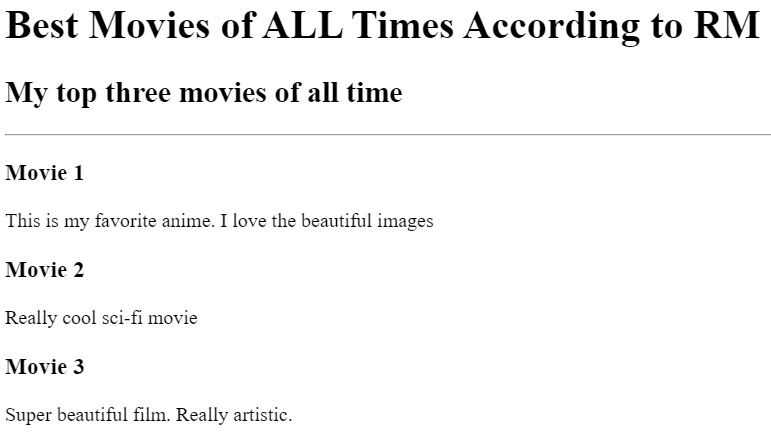 Best Movies of ALL Times According to RM
My top three movies of all time
Movie 1
This is my favorite anime. I love the beautiful images
Movie 2
Really cool sci-fi movie
Movie 3
Super beautiful film. Really artistic.